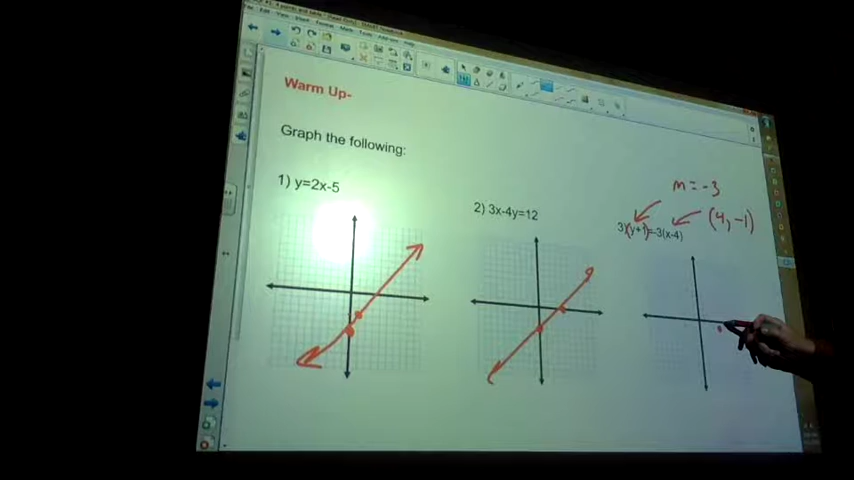 Warm Up-
Graph the following:
1) y=2x-5
2) 3x-4y=12
m = -3
(4, -1)
3) (y+1)=-3(x-4)